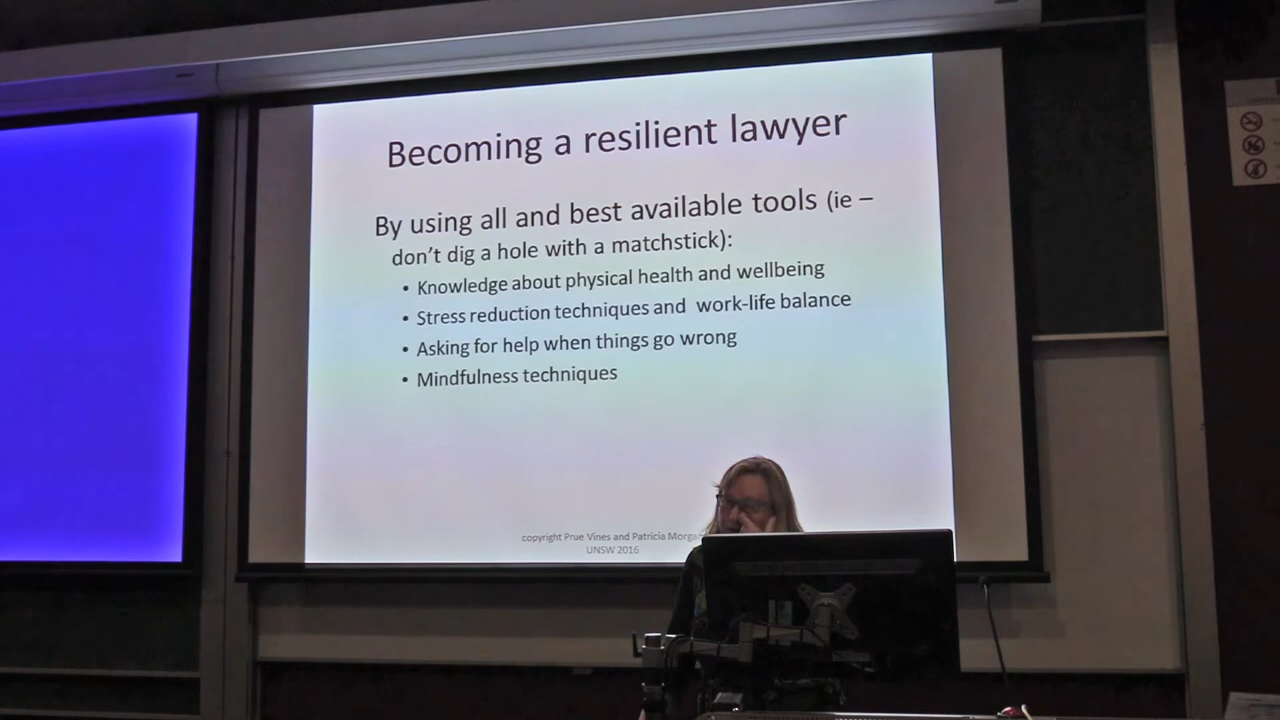 Becoming a resilient lawyer
By using all and best available tools (ie –
don't dig a hole with a matchstick):
• Knowledge about physical health and wellbeing
• Stress reduction techniques and work-life balance
• Asking for help when things go wrong
• Mindfulness techniques
copyright Prue Vines and Patricia
UNSW 2016